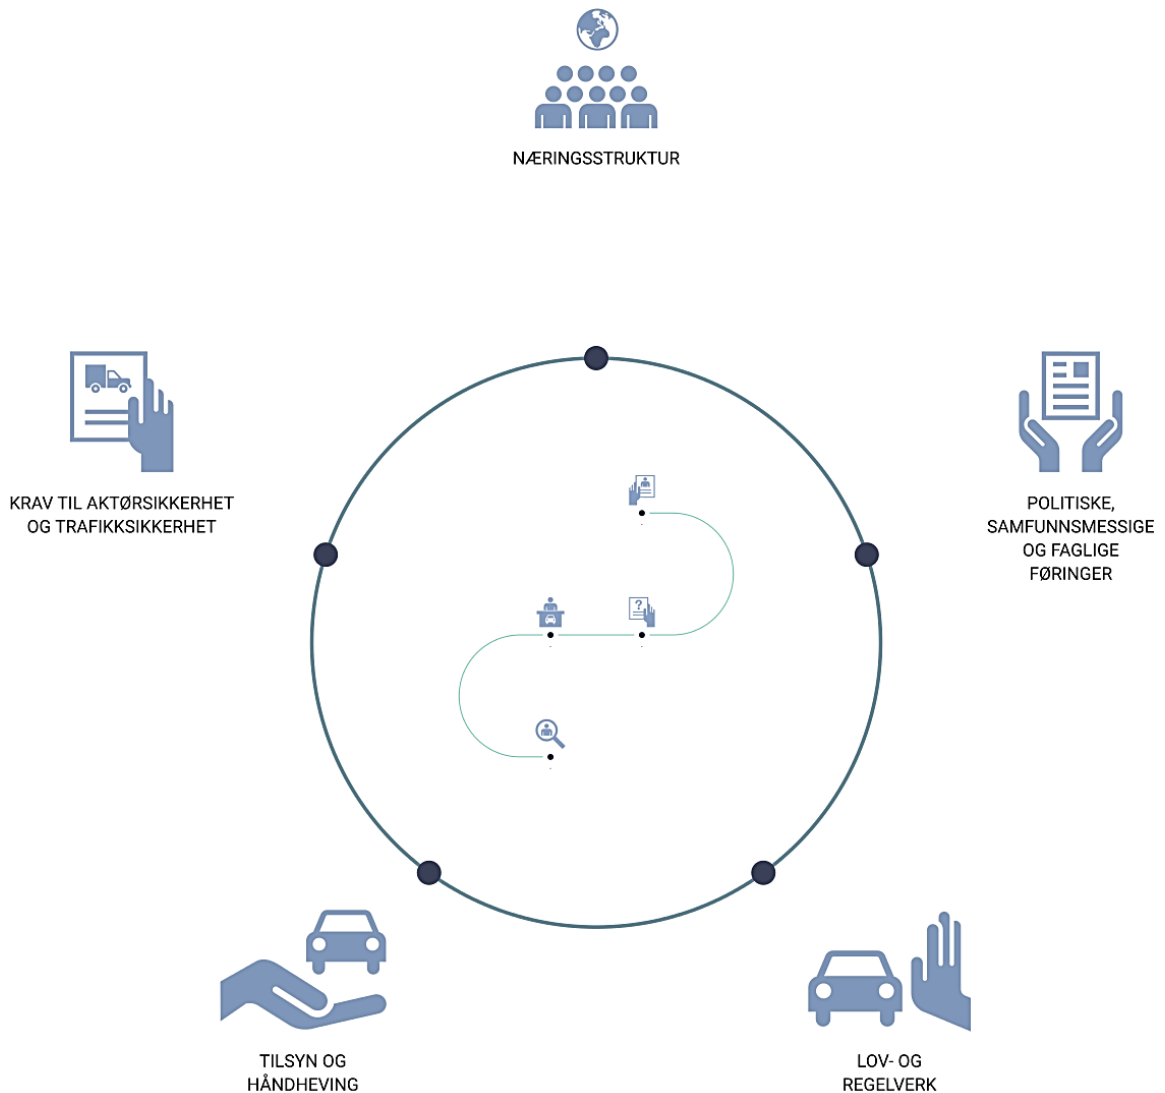 NÆRINGSSTRUKTUR
KRAV TIL AKTØRSIKKERHET
OG TRAFIKKSIKKERHET
POLITISKE,
SAMFUNNSMESSIGE
OG FAGLIGE
FØRINGER
?
TILSYN OG
HÅNDHEVING
LOV- OG
REGELVERK